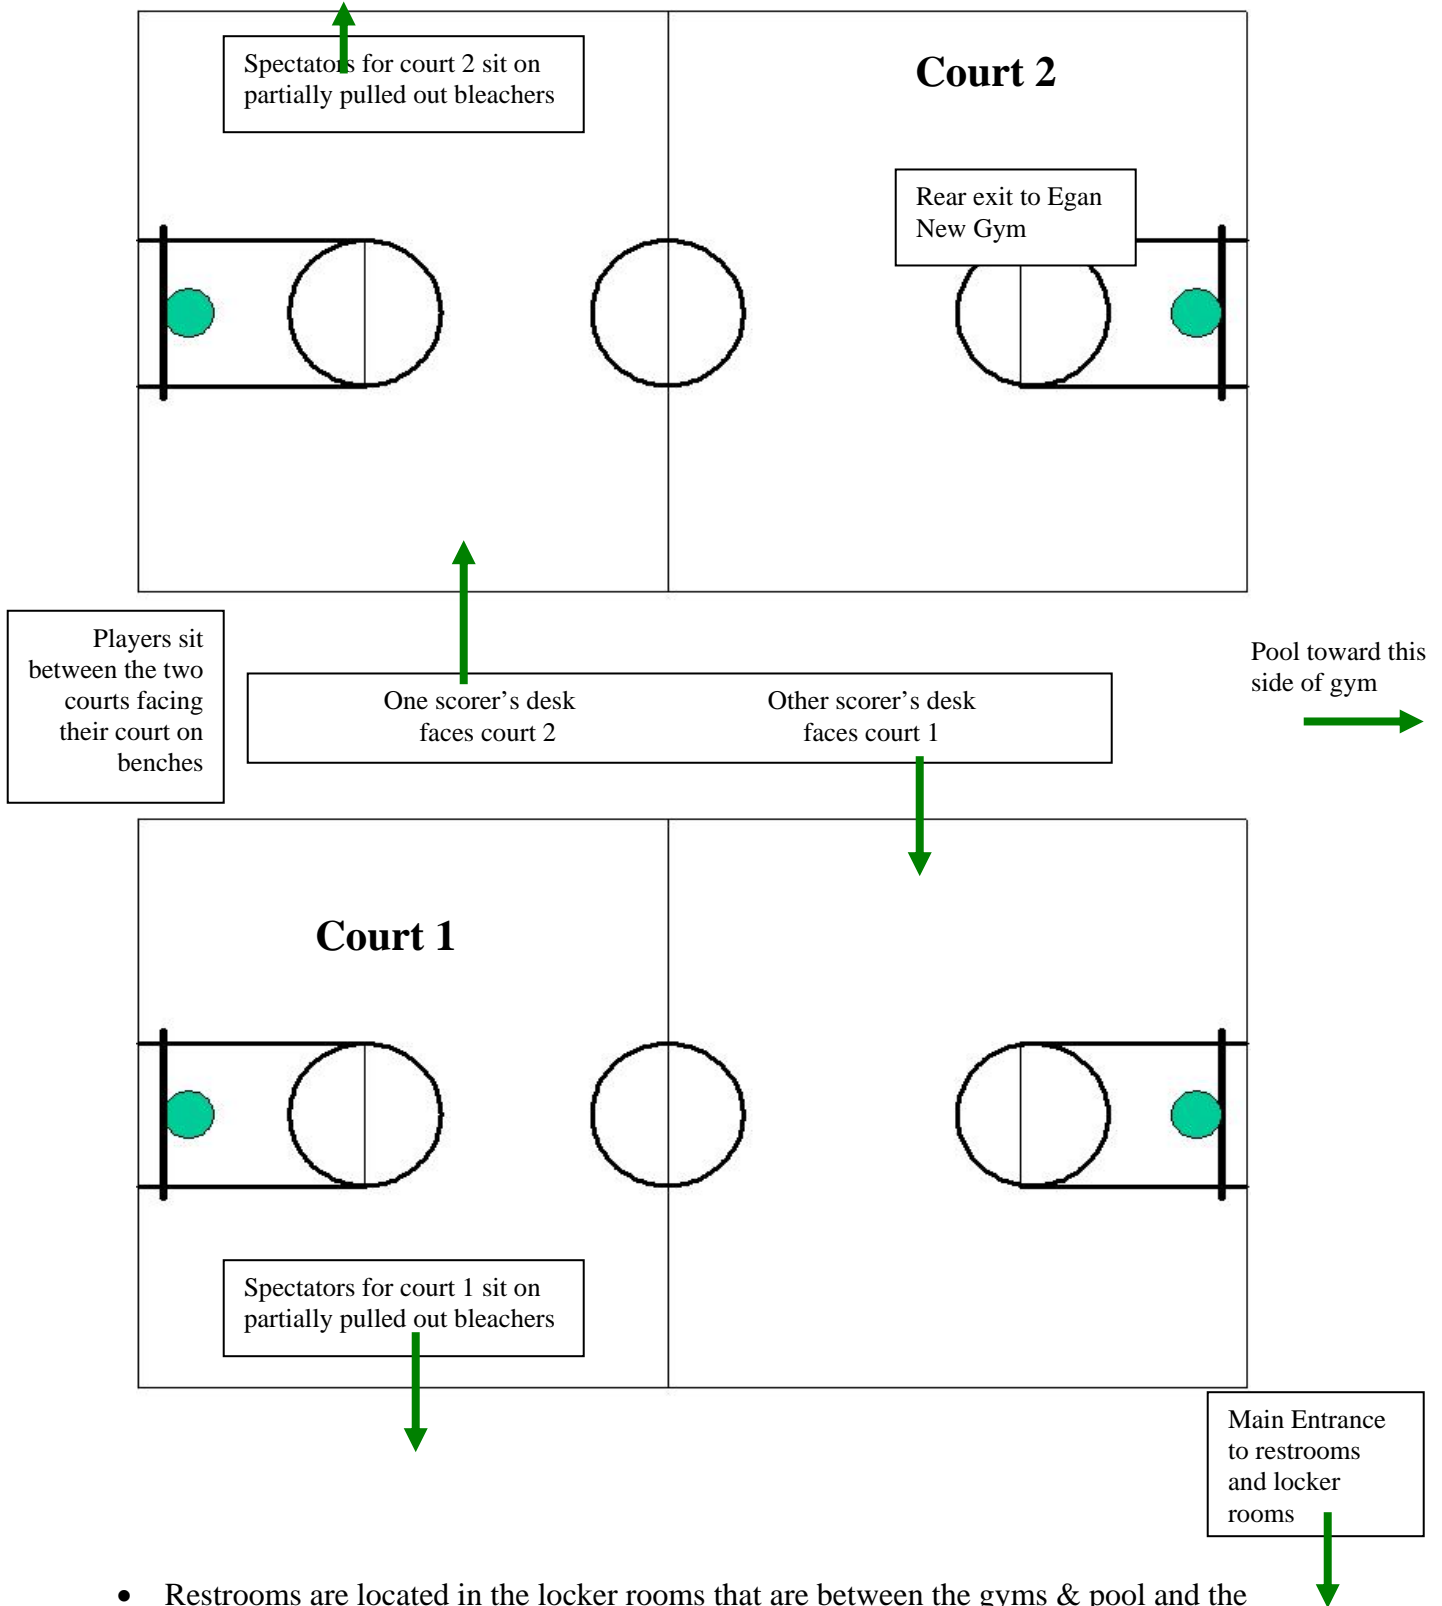 Spectators for court 2 sit on
partially pulled out bleachers
Court 2
Rear exit to Egan
New Gym
Players sit
between the two
courts facing
their court on
benches
One scorer’s desk
faces court 2
Other scorer’s desk
faces court 1
Pool toward this
side of gym
Court 1
Spectators for court 1 sit on
partially pulled out bleachers
Main Entrance
to restrooms
and locker
rooms
• Restrooms are located in the locker rooms that are between the gyms & pool and the